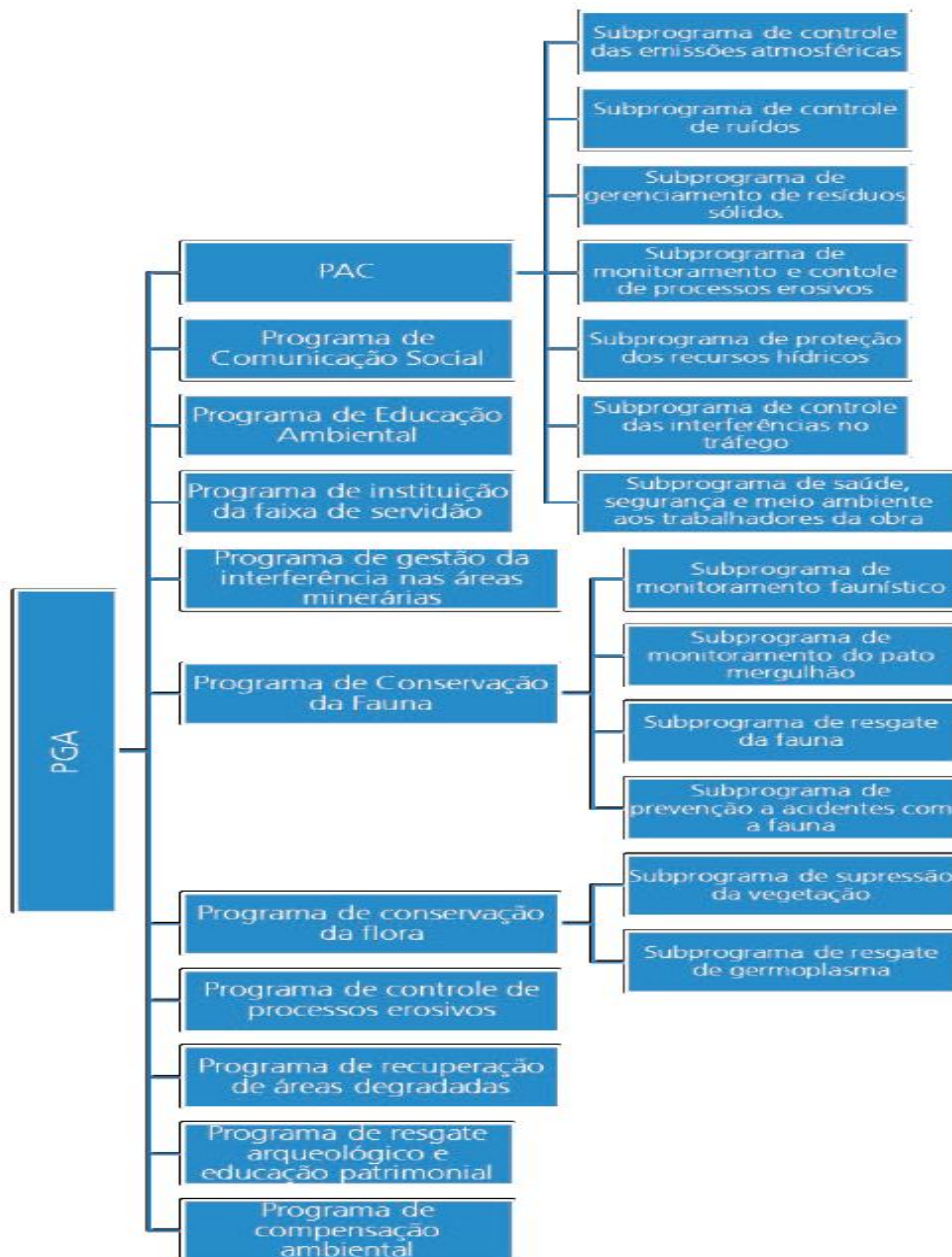 PGA
PAC
Subprograma de controle
das emissões atmosféricas
Subprograma de controle
de ruídos
Subprograma de
gerenciamento de resíduos
sólido.
Subprograma de
monitoramento e contole
de processos erosivos
Subprograma de proteção
dos recursos hídricos
Subprograma de controle
das interferências no
tráfego
Subprograma de saúde,
segurança e meio ambiente
aos trabalhadores da obra
Programa de
Comunicação Social
Programa de Educação
Ambiental
Programa de instituição
da faixa de servidão
Programa de gestão da
interferência nas áreas
minerárias
Programa de Conservação
da Fauna
Subprograma de
monitoramento faunístico
Subprograma de
monitoramento do pato
mergulhão
Subprograma de resgate
da fauna
Subprograma de
prevenção a acidentes com
a fauna
Programa de conservação
da flora
Subprograma de supressão
da vegetação
Subprograma de resgate
de germoplasma
Programa de controle de
processos erosivos
Programa de recuperação
de áreas degradadas
Programa de resgate
arqueológico e
educação patrimonial
Programa de
compensação
ambiental